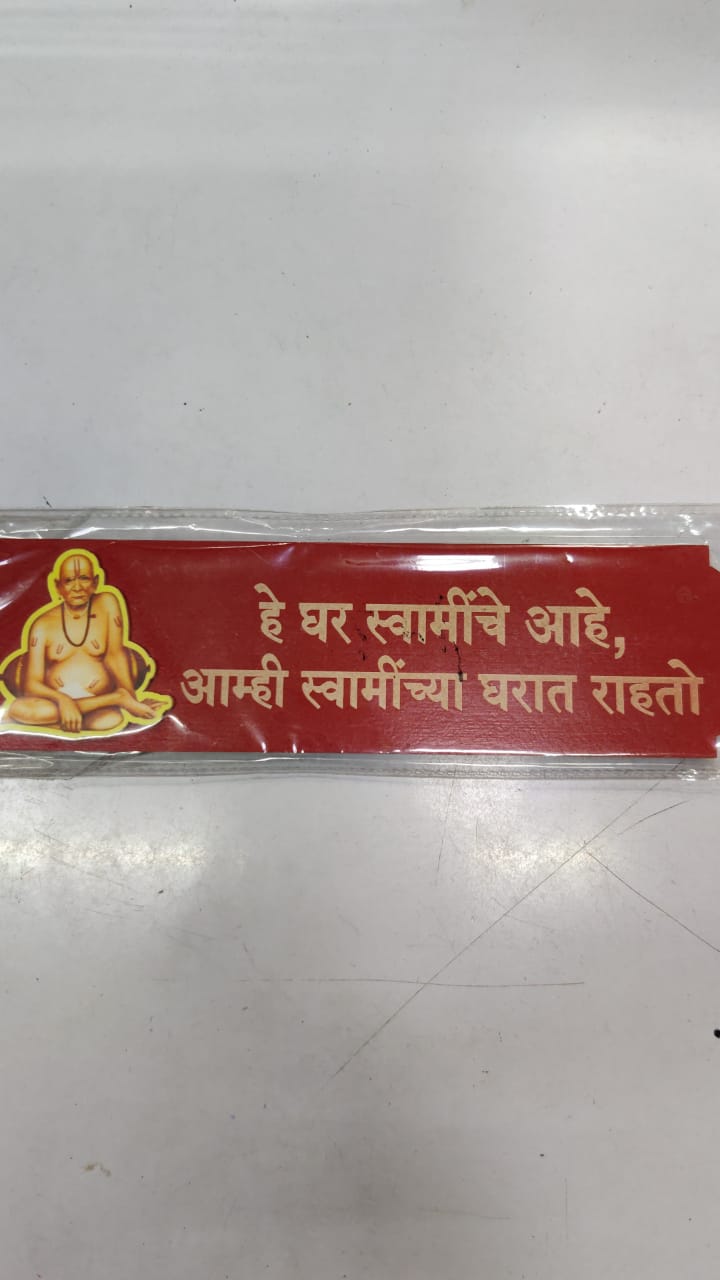 हे घर स्वामींचे आहे,
आम्ही स्वामींच्या घरात राहतो